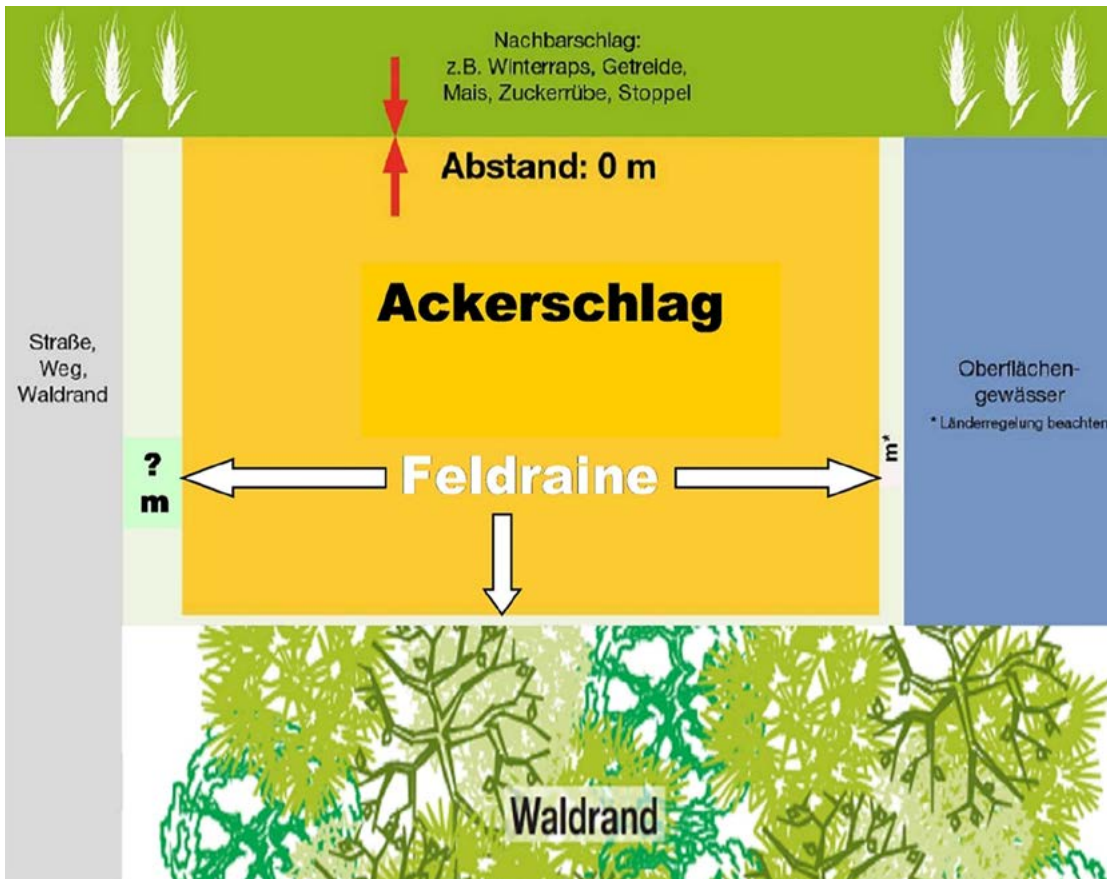 Nachbarschlag:
z.B. Winterraps, Getreide,
Mais, Zuckerrübe, Stoppel
Abstand: 0 m
Ackerschlag
Straße,
Weg,
Waldrand
Oberflächen-
gewässer
* Länderregelung beachten
?
m
Feldraine
m*
Waldrand